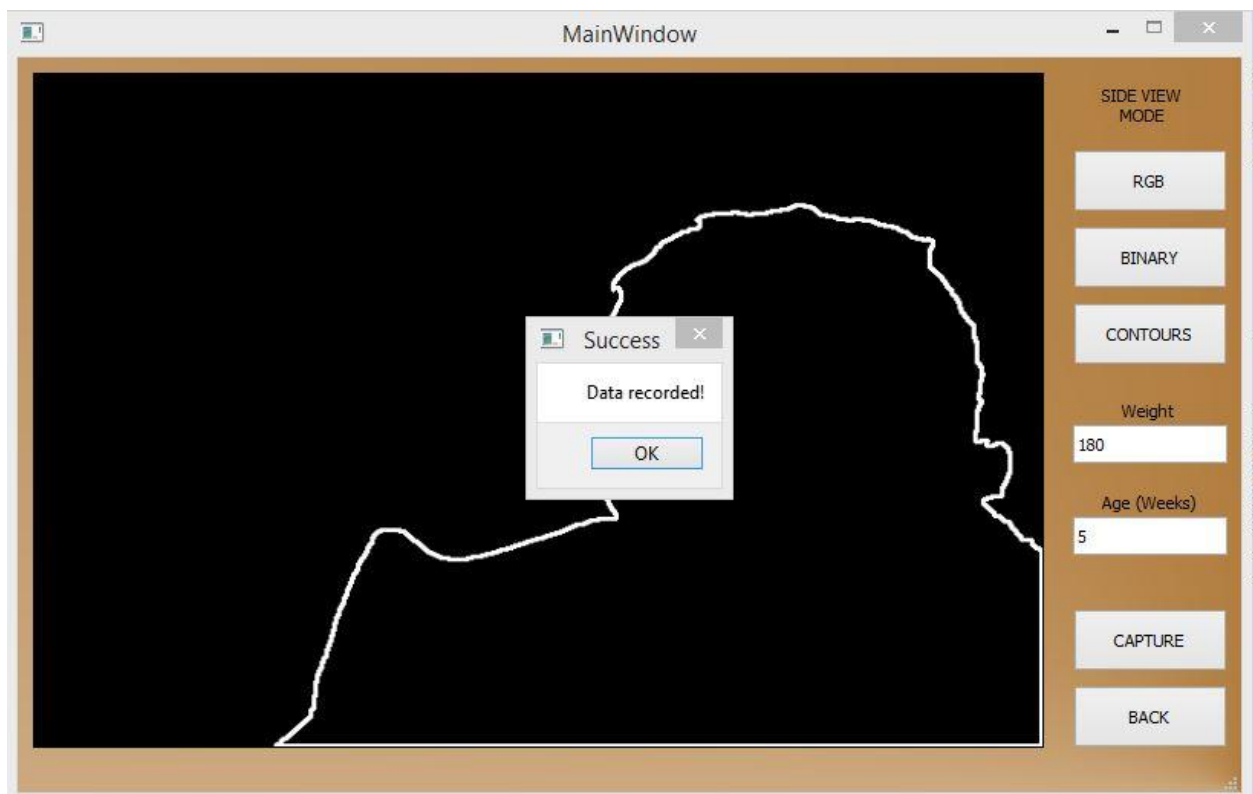 MainWindow
SIDE VIEW
MODE
RGB
BINARY
CONTOURS
Success
Data recorded!
OK
Weight
180
Age (Weeks)
5
CAPTURE
BACK